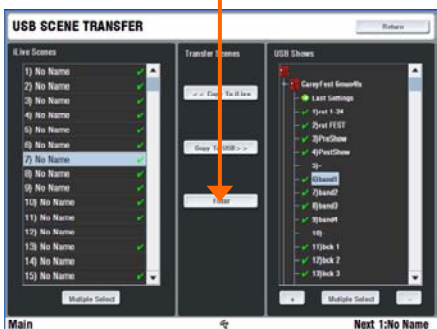 USB SCENE TRANSFER
Return
iLive Scenes
1) No Name
2) No Name
3) No Name
4) No Name
5) No Name
6) No Name
7) No Name
8) No Name
9) No Name
10) No Name
11) No Name
12) No Name
13) No Name
14) No Name
15) No Name
Multiple Select
Transfer Scenes
<< Copy To iLive
Copy To USB >>
Filter
USB Shows
Last Settings
1)rst 1-34
2)rst FEST
3)PreShow
4)PostShow
5)--
6)band1
7)band2
8)band3
9)band4
10)-
11)bck 1
12)bck 2
13)bck 3
+
Multiple Select
-
Main
Next 1:No Name